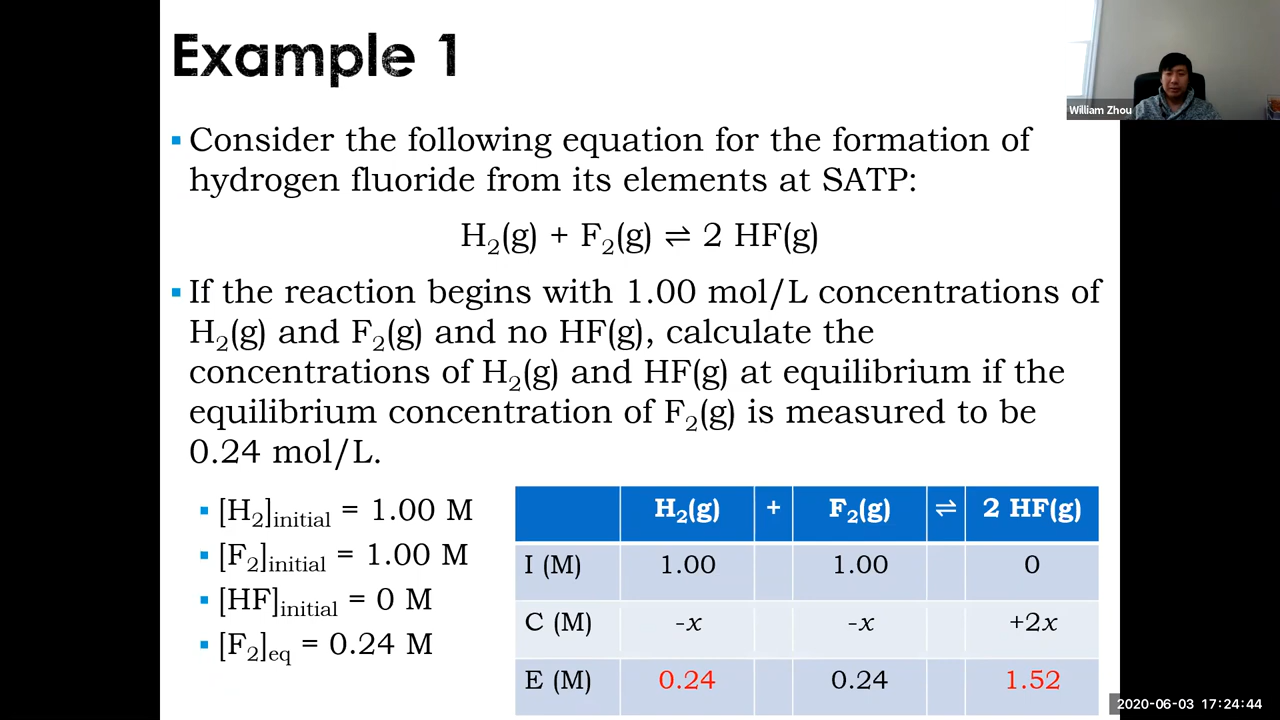 Example 1
William Zhou
▪ Consider the following equation for the formation of
hydrogen fluoride from its elements at SATP:
H₂(g) + F₂(g) ⇌ 2 HF(g)
▪ If the reaction begins with 1.00 mol/L concentrations of
H₂(g) and F₂(g) and no HF(g), calculate the
concentrations of H₂(g) and HF(g) at equilibrium if the
equilibrium concentration of F₂(g) is measured to be
0.24 mol/L.
▪ [H₂]initial = 1.00 M
▪ [F₂]initial = 1.00 M
▪ [HF]initial = 0 M
▪ [F₂]eq = 0.24 M
H₂(g) + F₂(g) ⇌ 2 HF(g)
I (M) 1.00 1.00 0
C (M) -x -x +2x
E (M) 0.24 0.24 1.52
2020-06-03 17:24:44